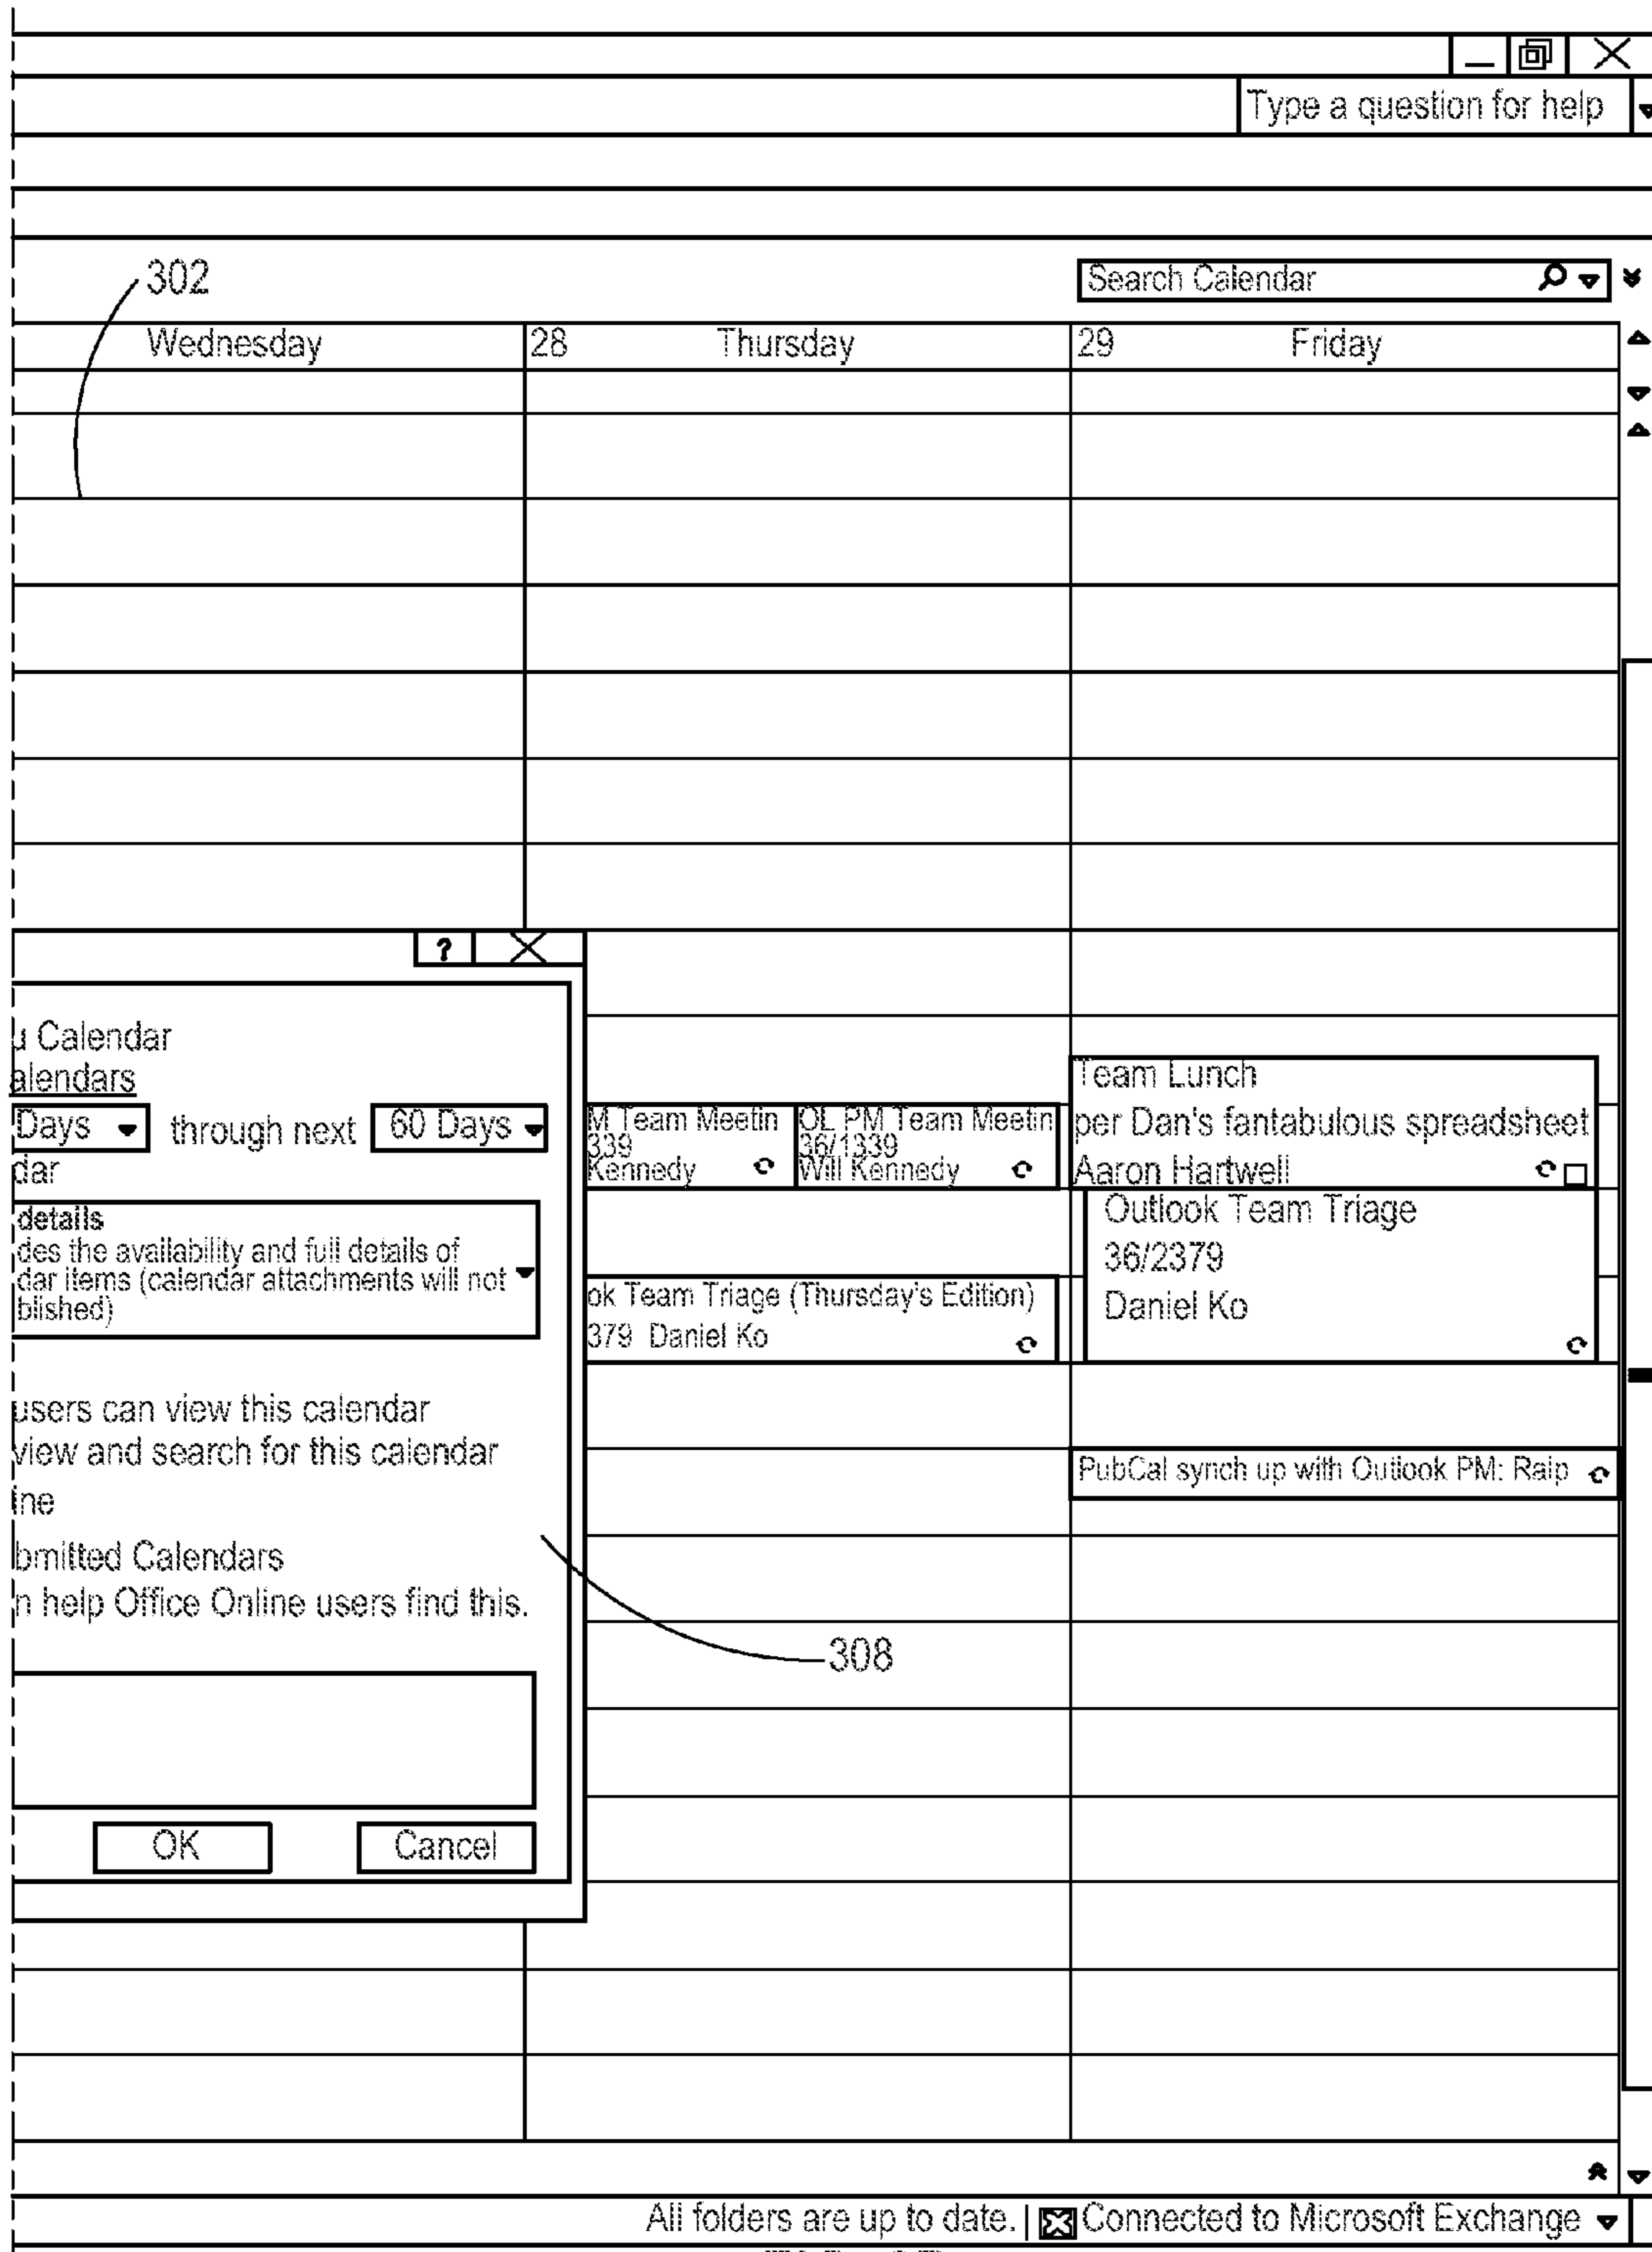 Type a question for help
302
Search Calendar
Wednesday 28 Thursday 29 Friday
?
u Calendar
alendars
Days through next 60 Days
dar
details
des the availability and full details of
dar items (calendar attachments will not
blished)
users can view this calendar
view and search for this calendar
ine
bmitted Calendars
n help Office Online users find this.
OK Cancel
M Team Meetin
339
Kennedy
OL PM Team Meetin
36/1339
Will Kennedy
ok Team Triage (Thursday's Edition)
379 Daniel Ko
Team Lunch
per Dan's fantabulous spreadsheet
Aaron Hartwell
Outlook Team Triage
36/2379
Daniel Ko
PubCal synch up with Outlook PM: Raip
308
All folders are up to date. Connected to Microsoft Exchange